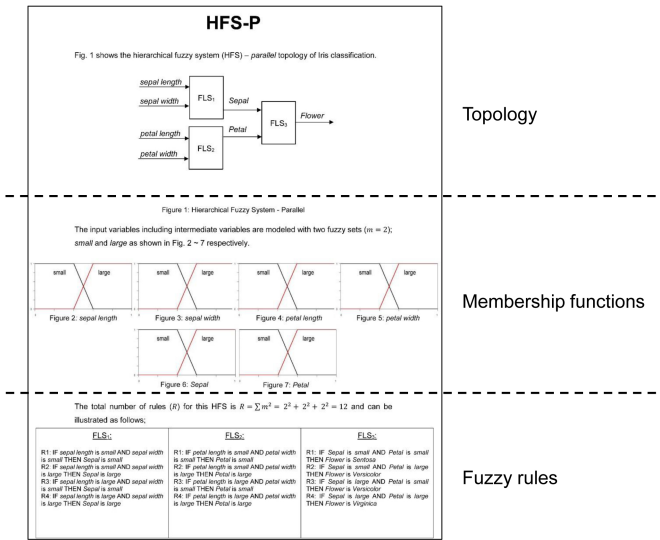 HFS-P
Fig. 1 shows the hierarchical fuzzy system (HFS) – parallel topology of Iris classification.
sepal length
sepal width
FLS1
Sepal
petal length
petal width
FLS2
Petal
FLS3
Flower
Topology
Figure 1: Hierarchical Fuzzy System - Parallel
The input variables including intermediate variables are modeled with two fuzzy sets (m = 2);
small and large as shown in Fig. 2 ~ 7 respectively.
small large
small large
small large
small large
Figure 2: sepal length
Figure 3: sepal width
Figure 4: petal length
Figure 5: petal width
Membership functions
small large
small large
Figure 6: Sepal
Figure 7: Petal
The total number of rules (R) for this HFS is R = ∑m² = 2² + 2² + 2² = 12 and can be
illustrated as follows;
FLS1:
R1: IF sepal length is small AND sepal width
is small THEN Sepal is small
R2: IF sepal length is small AND sepal width
is large THEN Sepal is large
R3: IF sepal length is large AND sepal width
is small THEN Sepal is small
R4: IF sepal length is large AND sepal width
is large THEN Sepal is large
FLS2:
R1: IF petal length is small AND petal width
is small THEN Petal is small
R2: IF petal length is small AND petal width
is large THEN Petal is large
R3: IF petal length is large AND petal width
is small THEN Petal is small
R4: IF petal length is large AND petal width
is large THEN Petal is large
FLS3:
R1: IF Sepal is small AND Petal is small
THEN Flower is Sentosa
R2: IF Sepal is small AND Petal is large
THEN Flower is Versicolor
R3: IF Sepal is large AND Petal is small
THEN Flower is Versicolor
R4: IF Sepal is large AND Petal is large
THEN Flower is Virginica
Fuzzy rules